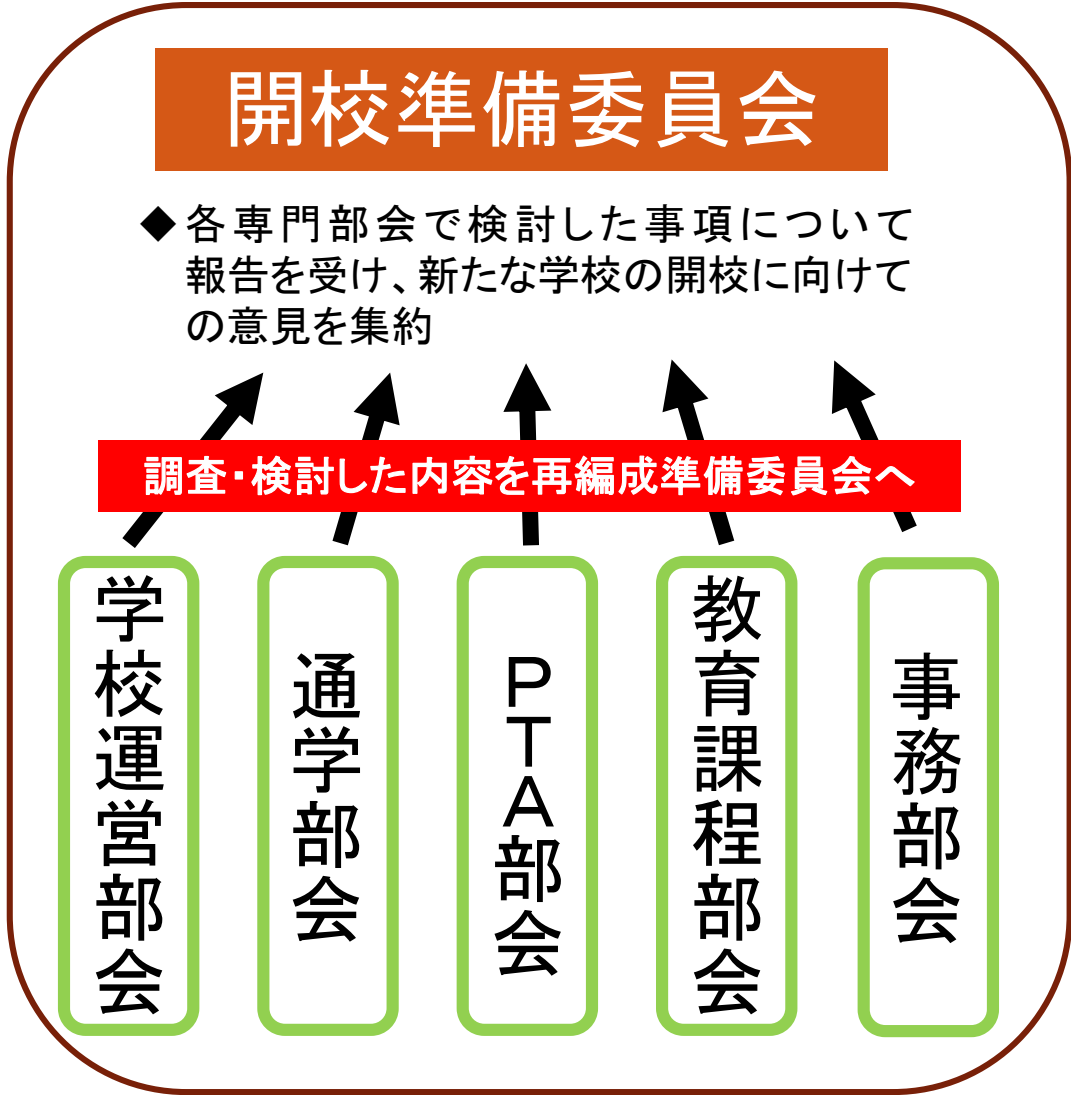 開校準備委員会
◆各専門部会で検討した事項について
報告を受け、新たな学校の開校に向けて
の意見を集約
調査・検討した内容を再編成準備委員会へ
学校運営部会
通学部会
PTA部会
教育課程部会
事務部会